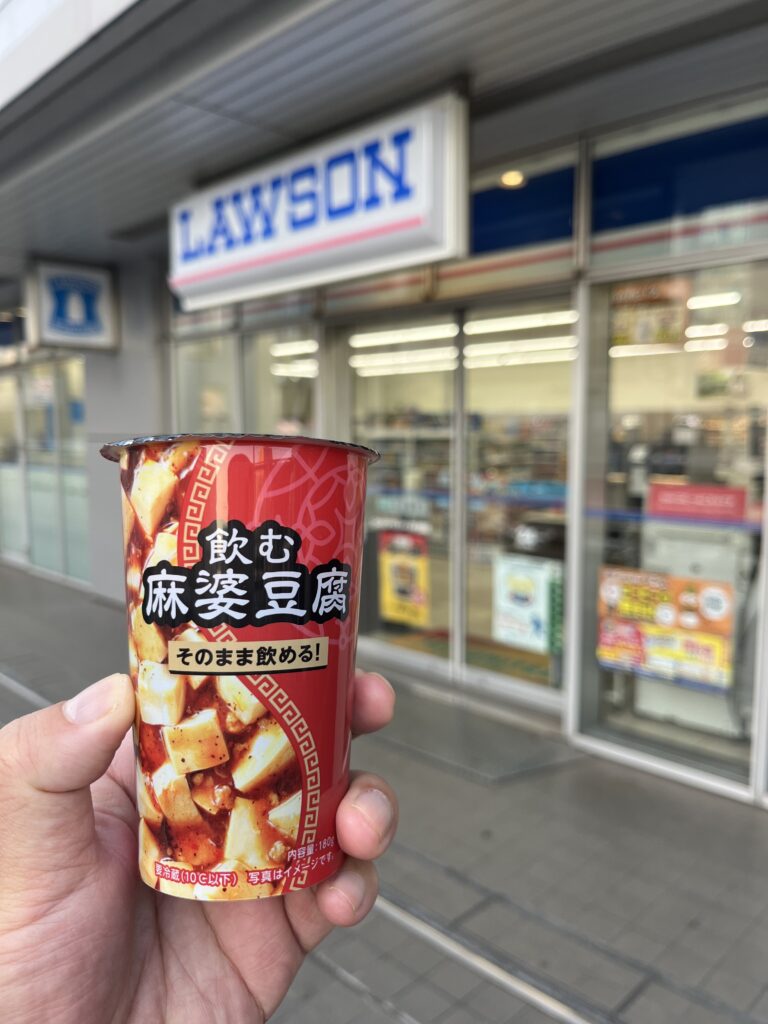 LAWSON
飲む
麻婆豆腐
そのまま飲める!
内容量:180g
要冷蔵(10℃以下) 写真はイメージです。